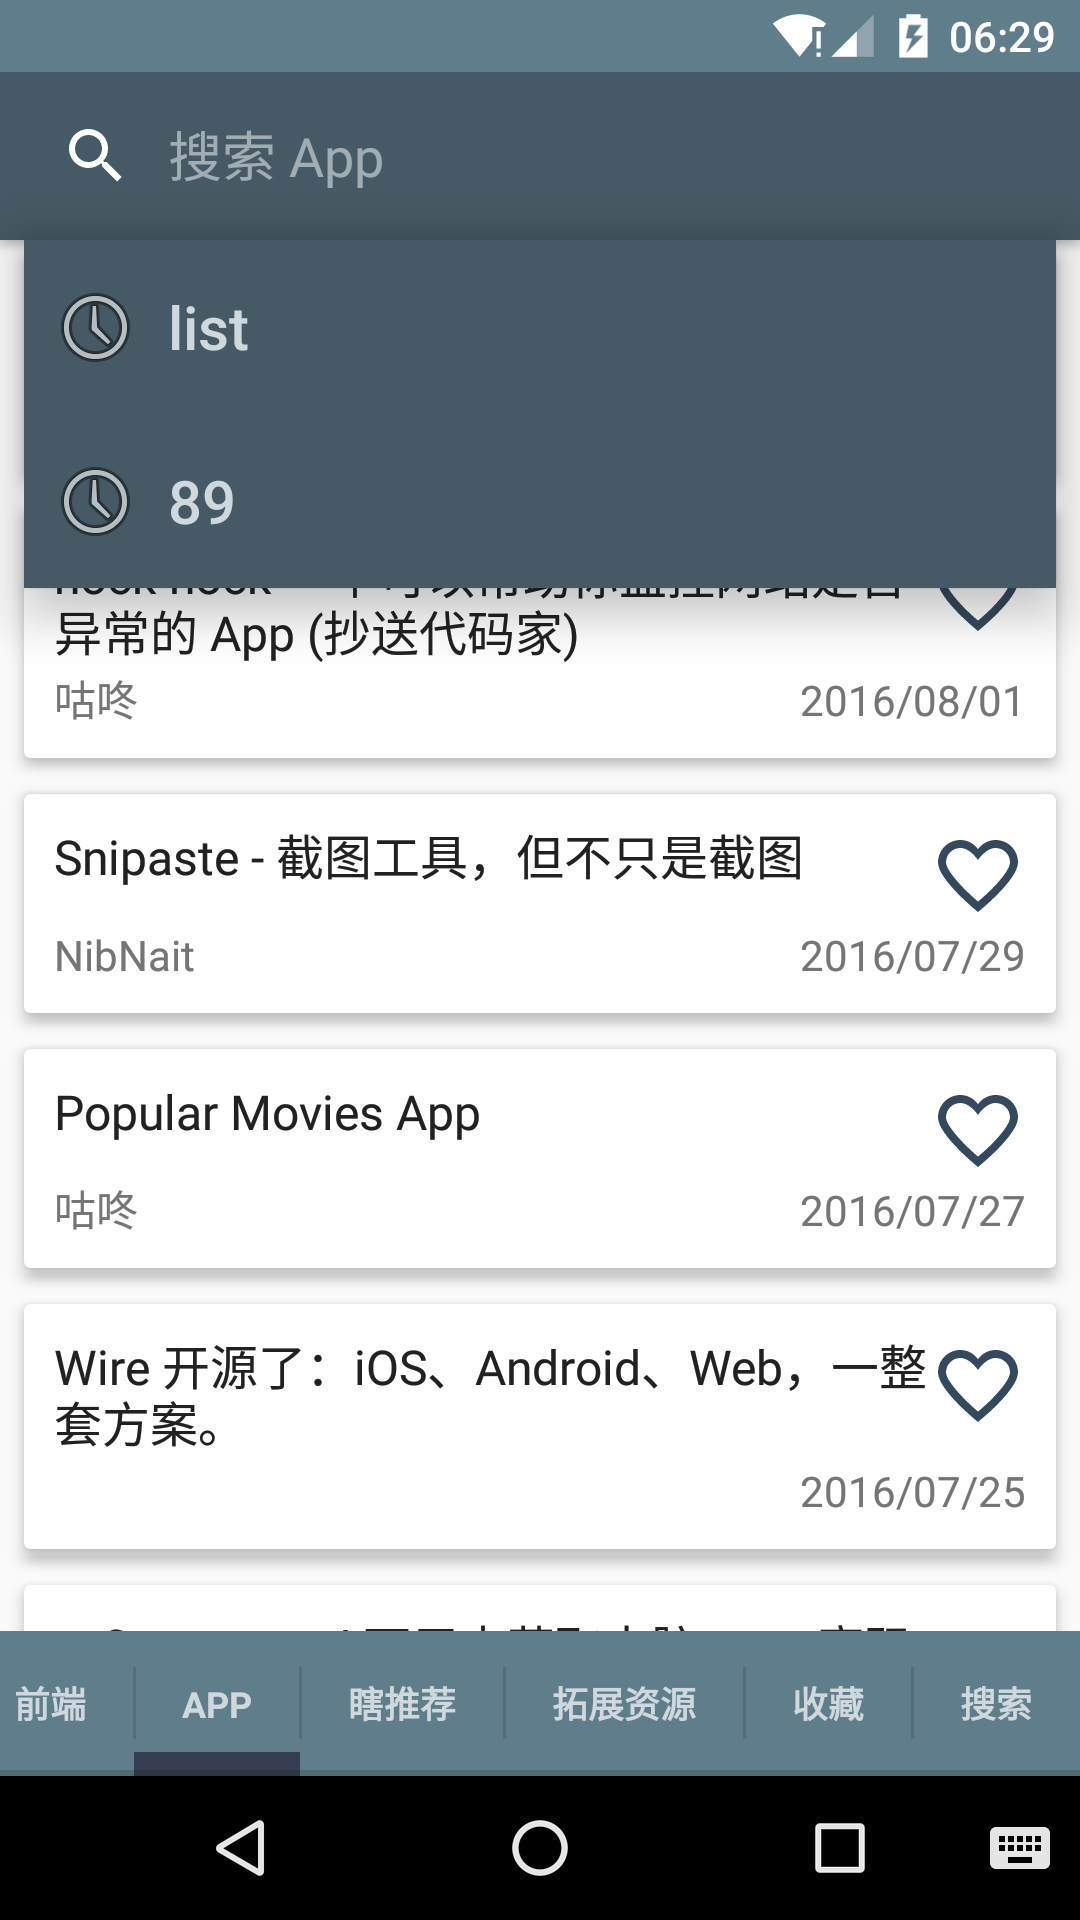 06:29
搜索 App
list
89
异常的 App (抄送代码家)
咕咚
2016/08/01
Snipaste - 截图工具，但不只是截图
NibNait
2016/07/29
Popular Movies App
咕咚
2016/07/27
Wire 开源了：iOS、Android、Web，一整
套方案。
2016/07/25
前端
APP
瞎推荐
拓展资源
收藏
搜索